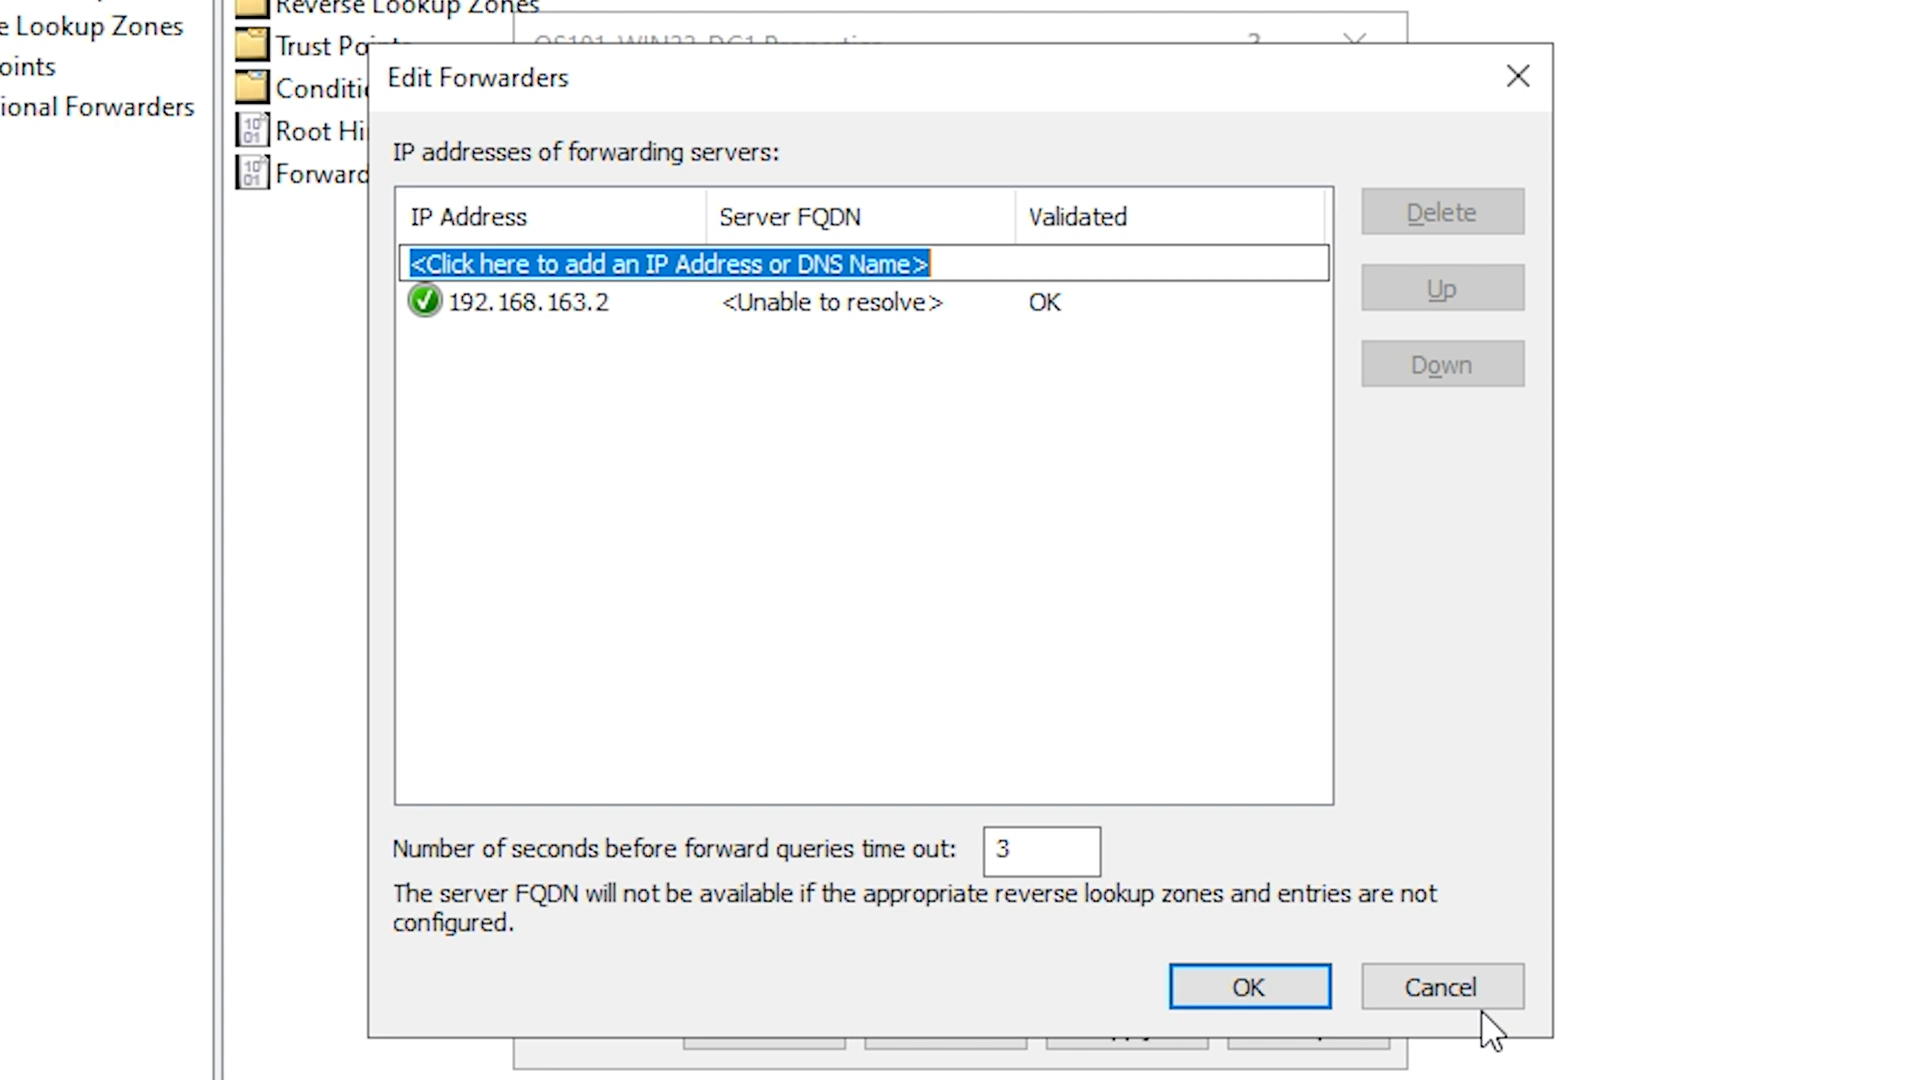 Reverse Lookup Zones
e Lookup Zones
Trust Points
oints
Conditi
ional Forwarders
Root Hi
Forward
Edit Forwarders
IP addresses of forwarding servers:
IP Address Server FQDN Validated
<Click here to add an IP Address or DNS Name>
192.168.163.2 <Unable to resolve> OK
Delete
Up
Down
Number of seconds before forward queries time out: 3
The server FQDN will not be available if the appropriate reverse lookup zones and entries are not
configured.
OK Cancel